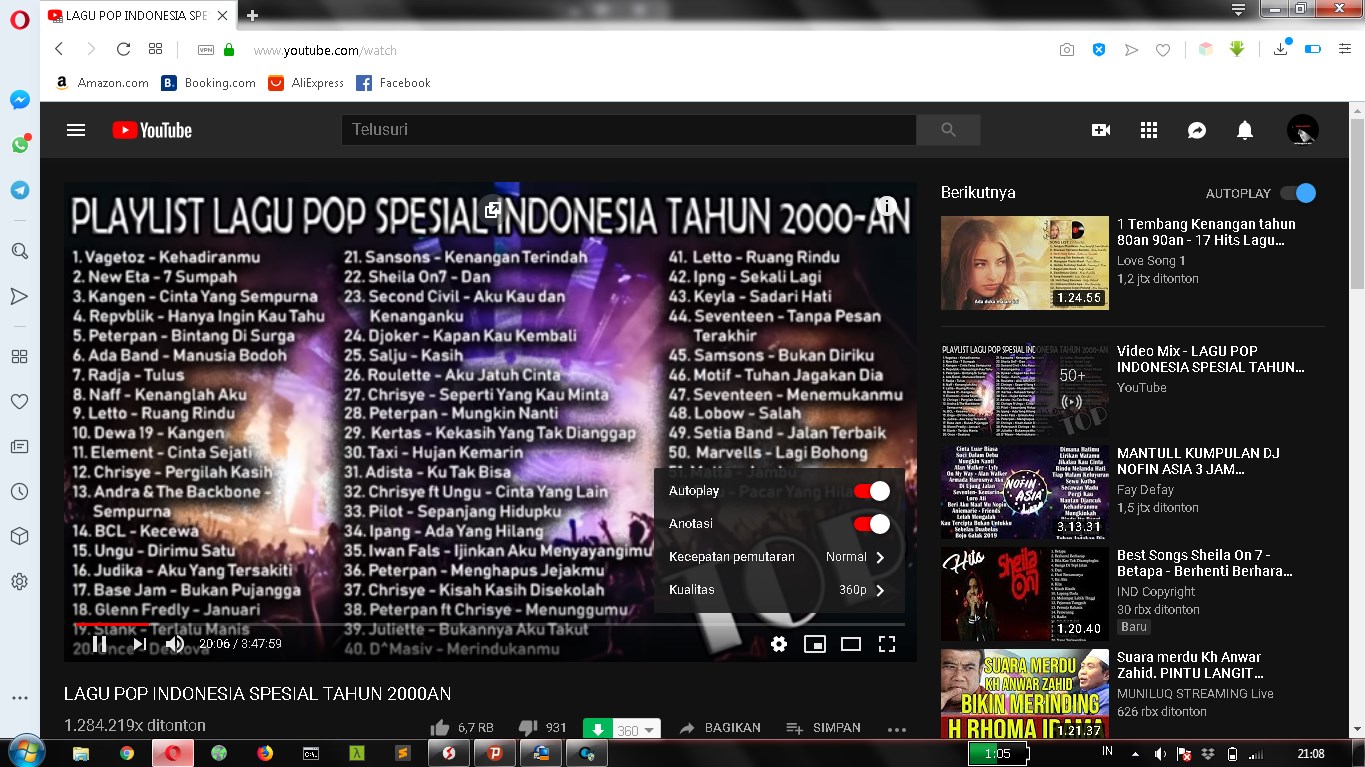 LAGU POP INDONESIA SPE
VPN
www.youtube.com/watch
a Amazon.com B. Booking.com AliExpress Facebook
YouTube
Telusuri
PLAYLIST LAGU POP SPESIAL INDONESIA TAHUN 2000-AN
1. Vagetoz - Kehadiranmu
2. New Eta - 7 Sumpah
3. Kangen - Cinta Yang Sempurna
4. Repvblik - Hanya Ingin Kau Tahu
5. Peterpan - Bintang Di Surga
6. Ada Band - Manusia Bodoh
7. Radja - Tulus
8. Naff - Kenanglah Aku
9. Letto - Ruang Rindu
10. Dewa 19 - Kangen
11. Element - Cinta Sejati
12. Chrisye - Pergilah Kasih
13. Andra & The Backbone -
Sempurna
14. BCL - Kecewa
15. Ungu - Dirimu Satu
16. Judika - Aku Yang Tersakiti
17. Base Jam - Bukan Pujangga
18. Glenn Fredly - Januari
Terlalu Manis
20.
Kenangan Terindah
Sheila On7 - Dan
23. Second Civil - Aku Kau dan
Kenanganku
24. Djoker - Kapan Kau Kembali
25. Salju - Kasih
26. Roulette - Aku Jatuh Cinta
27. Chrisye - Seperti Yang Kau Minta
28. Peterpan - Mungkin Nanti
29. Kertas - Kekasih Yang Tak Dianggap
30. Taxi - Hujan Kemarin
- Ku Tak Bisa
32. Chrisye ft Ungu - Cinta Yang Lain
33. Pilot - Sepanjang Hidupku
34. Ipang - Ada Yang Hilang
35. Iwan Fals - Ijinkan Aku Menyayangimu
Peterpan - Menghapus Jejakmu
Chrisye - Kisah Kasih Disekolah
Peterpan ft Chrisye - Menunggumu
39. Juliette - Bukannya Aku Takut
40. D^Masiv - Merindukanmu
41. Letto - Ruang Rindu
42. Ipng - Sekali Lagi
43. Keyla - Sadari Hati
44. Seventeen - Tanpa Pesan
Terakhir
45. Samsons - Bukan Diriku
46. Motif - Tuhan Jagakan Dia
47. Seventeen - Menemukanmu
48. Lobow - Salah
49. Setia Band - Jalan Terbaik
50. Marvells - Lagi Bohong
Autoplay
Anotasi
Kecepatan pemutaran Normal
Kualitas 360p
20:06 / 3:47:59
LAGU POP INDONESIA SPESIAL TAHUN 2000AN
1.284.219x ditonton
6,7 RB 931 360 BAGIKAN SIMPAN
Berikutnya AUTOPLAY
1 Tembang Kenangan tahun
80an 90an - 17 Hits Lagu...
Love Song 1
1,2 jtx ditonton
1.24.55
Video Mix - LAGU POP
INDONESIA SPESIAL TAHUN...
YouTube
50+
MANTULL KUMPULAN DJ
NOFIN ASIA 3 JAM...
Fay Defay
1,5 jtx ditonton
NOFIN ASIA
3.13.31
Best Songs Sheila On 7 -
Betapa - Berhenti Berhara...
IND Copyright
30 rbx ditonton
Baru
Hits
Sheila
On7
1.20.40
Suara merdu Kh Anwar
Zahid. PINTU LANGIT...
MUNILUQ STREAMING Live
626 rbx ditonton
SUARA MERDU
KH ANWAR ZAHID
BIKIN MERINDING
H RHOMA IRAMA
1.21.37
1:05 IN 21:08